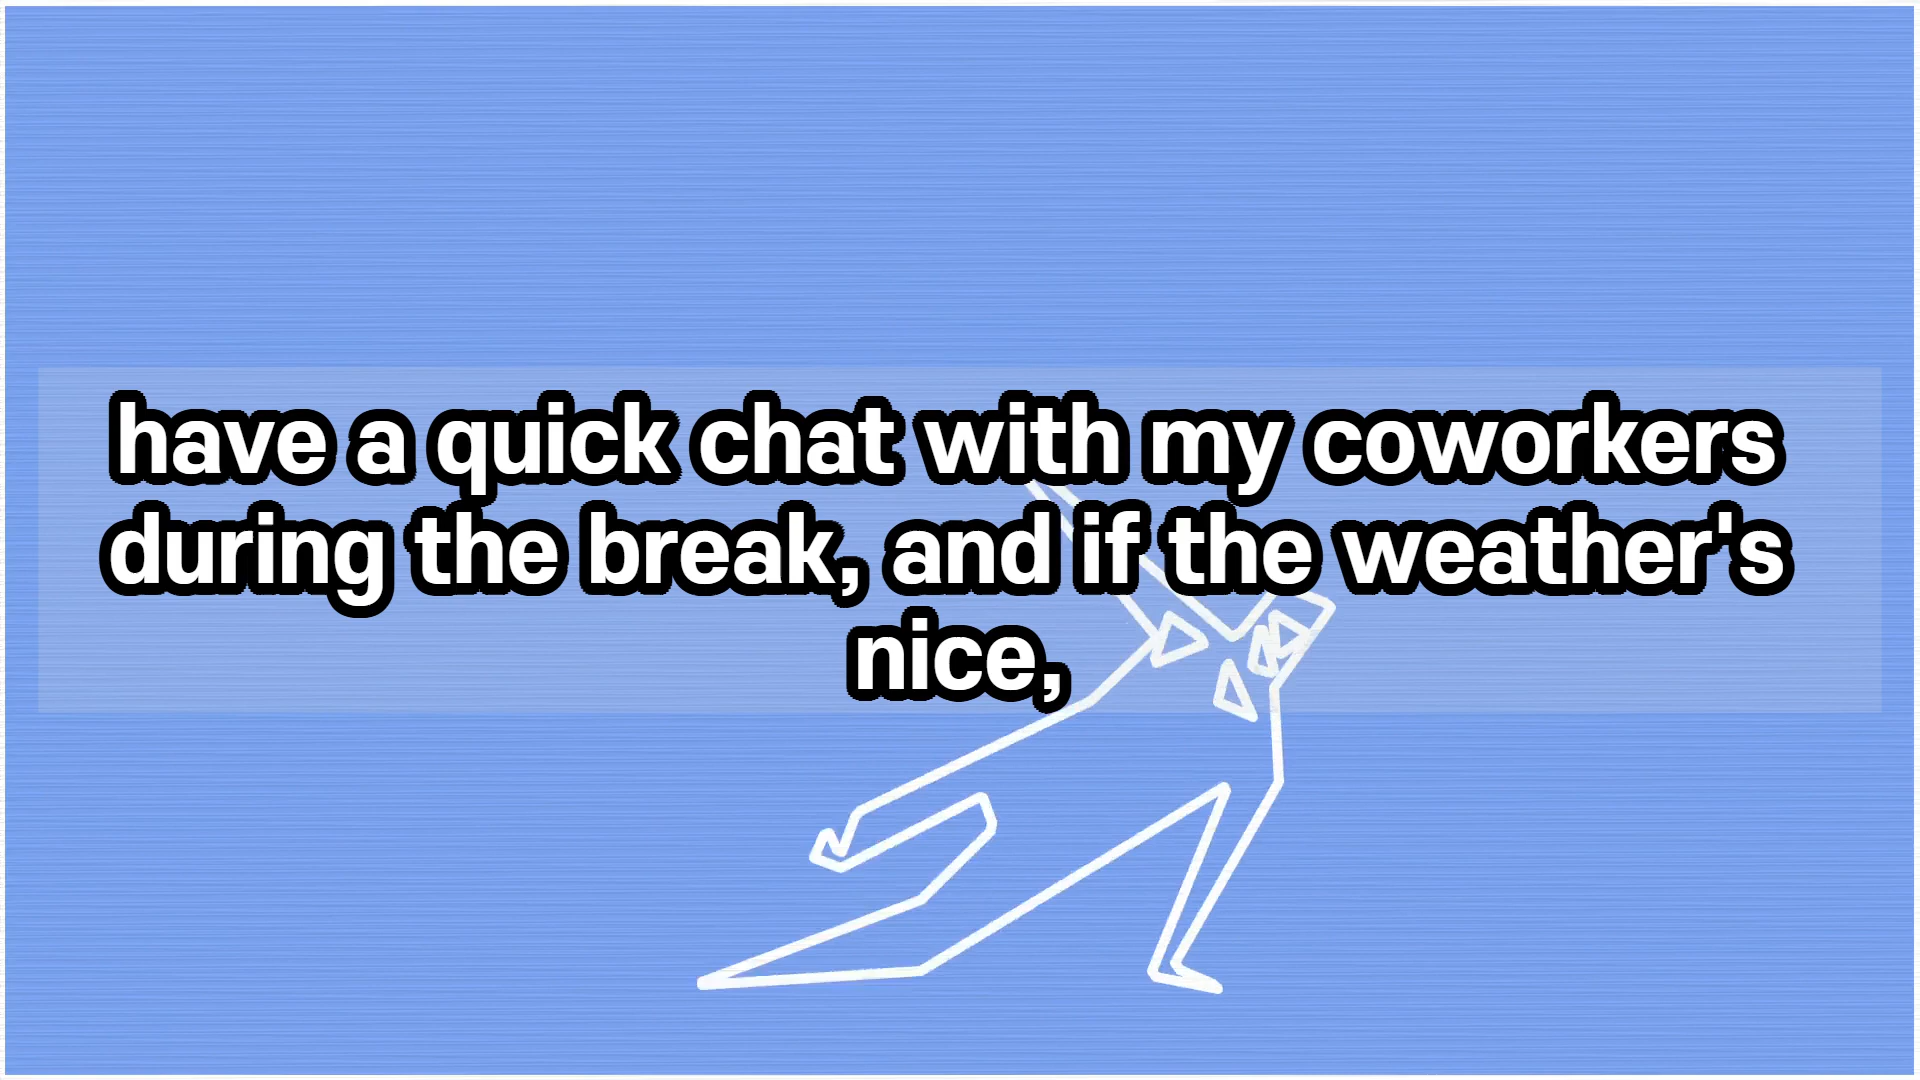 have a quick chat with my coworkers
during the break, and if the weather's
nice,